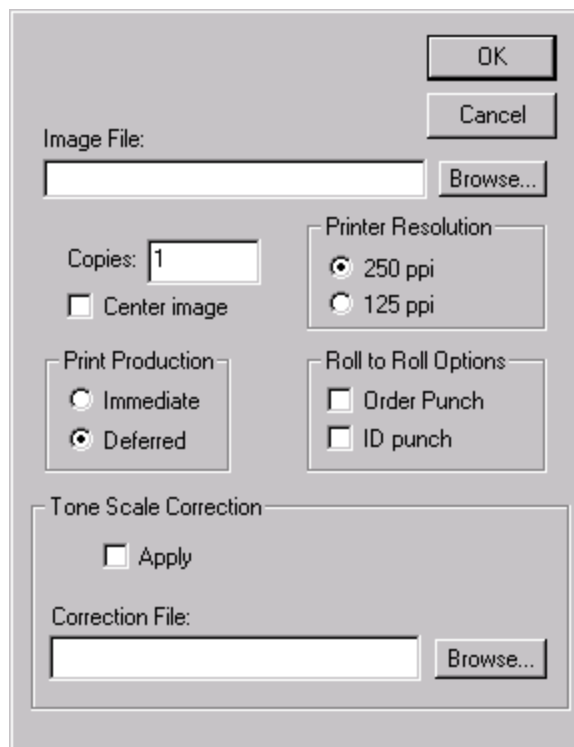 OK
Cancel
Image File:
Browse...
Copies: 1
Center image
Printer Resolution
250 ppi
125 ppi
Print Production
Immediate
Deferred
Roll to Roll Options
Order Punch
ID punch
Tone Scale Correction
Apply
Correction File:
Browse...